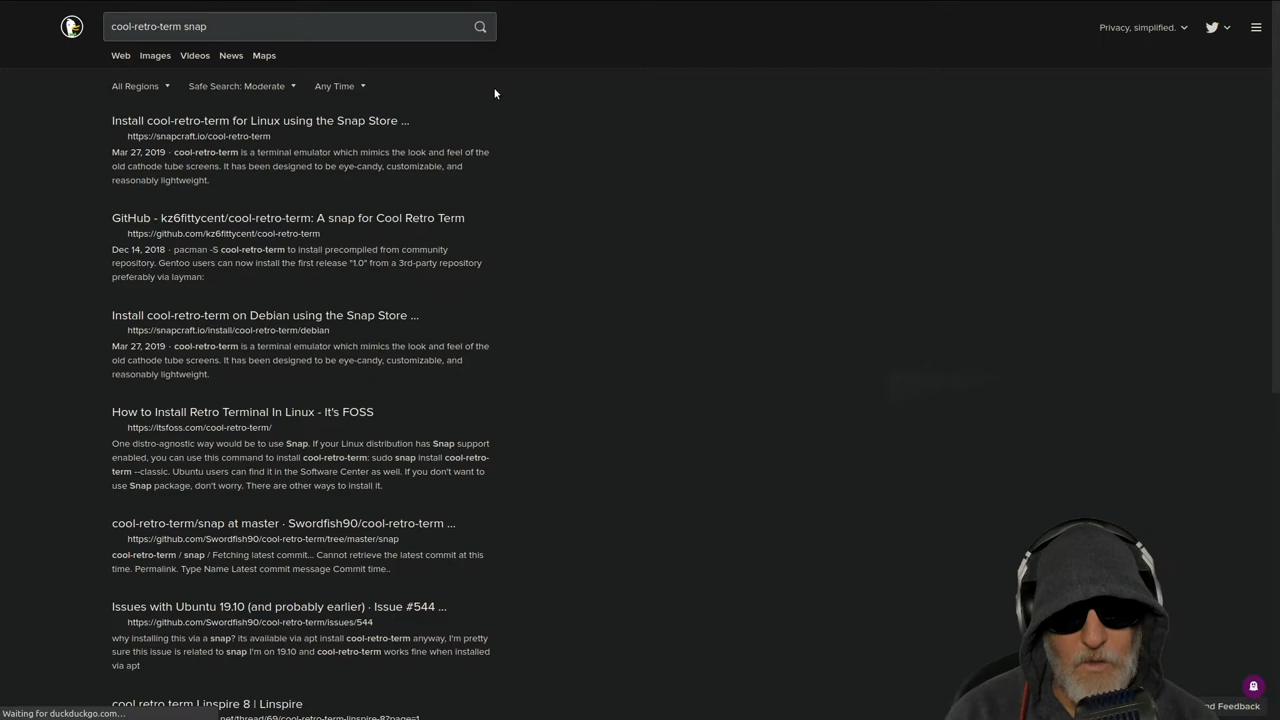 cool-retro-term snap
Privacy, simplified.
Web Images Videos News Maps
All Regions Safe Search: Moderate Any Time
Install cool-retro-term for Linux using the Snap Store ...
https://snapcraft.io/cool-retro-term
Mar 27, 2019 · cool-retro-term is a terminal emulator which mimics the look and feel of the
old cathode tube screens. It has been designed to be eye-candy, customizable, and
reasonably lightweight.
GitHub - kz6fittycent/cool-retro-term: A snap for Cool Retro Term
https://github.com/kz6fittycent/cool-retro-term
Dec 14, 2018 · pacman -S cool-retro-term to install precompiled from community
repository. Gentoo users can now install the first release "1.0" from a 3rd-party repository
preferably via layman:
Install cool-retro-term on Debian using the Snap Store ...
https://snapcraft.io/install/cool-retro-term/debian
Mar 27, 2019 · cool-retro-term is a terminal emulator which mimics the look and feel of the
old cathode tube screens. It has been designed to be eye-candy, customizable, and
reasonably lightweight.
How to Install Retro Terminal In Linux - It's FOSS
https://itsfoss.com/cool-retro-term/
One distro-agnostic way would be to use Snap. If your Linux distribution has Snap support
enabled, you can use this command to install cool-retro-term: sudo snap install cool-retro-
term --classic. Ubuntu users can find it in the Software Center as well. If you don't want to
use Snap package, don't worry. There are other ways to install it.
cool-retro-term/snap at master · Swordfish90/cool-retro-term ...
https://github.com/Swordfish90/cool-retro-term/tree/master/snap
cool-retro-term / snap / Fetching latest commit... Cannot retrieve the latest commit at this
time. Permalink. Type Name Latest commit message Commit time..
Issues with Ubuntu 19.10 (and probably earlier) · Issue #544 ...
https://github.com/Swordfish90/cool-retro-term/issues/544
why installing this via a snap? its available via apt install cool-retro-term anyway, I'm pretty
sure this issue is related to snap I'm on 19.10 and cool-retro-term works fine when installed
via apt
cool retro term Linspire 8 | Linspire
.net/thread/69/cool-retro-term-linspire-8?page=1
Waiting for duckduckgo.com...
nd Feedback